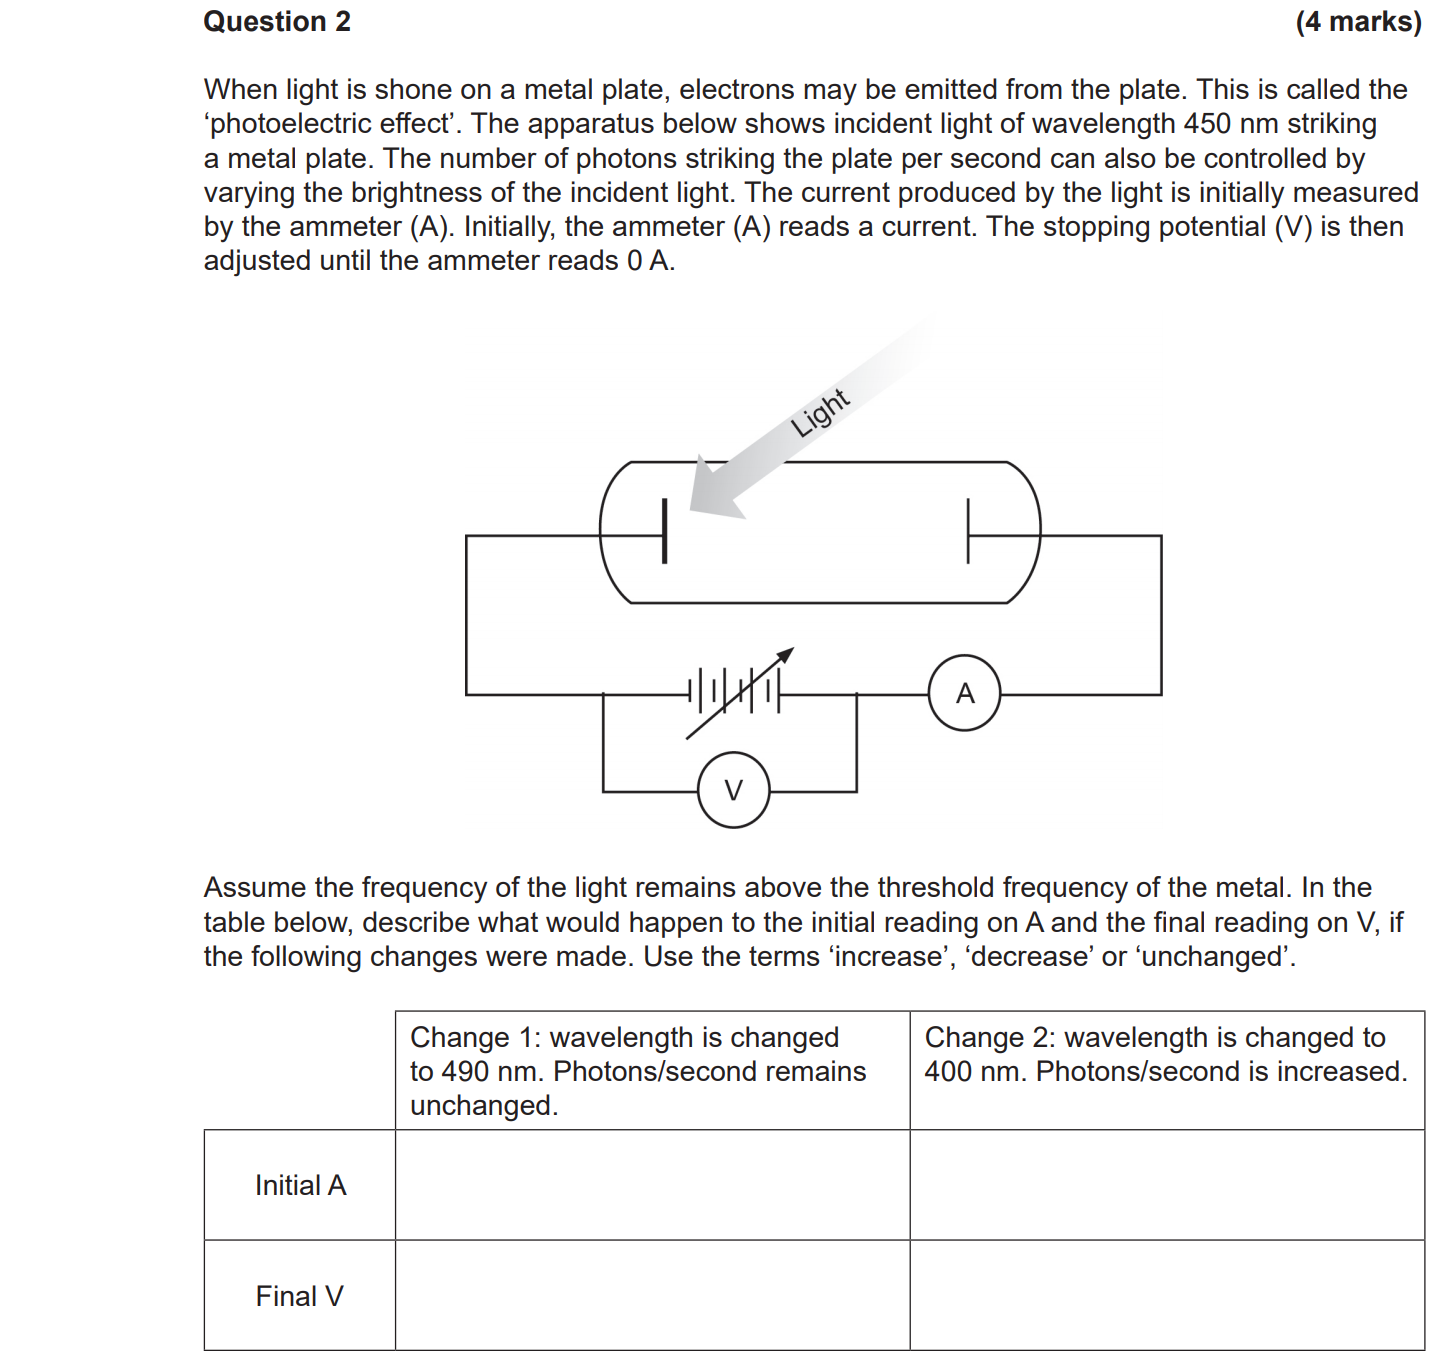 Question 2 (4 marks)
When light is shone on a metal plate, electrons may be emitted from the plate. This is called the
‘photoelectric effect’. The apparatus below shows incident light of wavelength 450 nm striking
a metal plate. The number of photons striking the plate per second can also be controlled by
varying the brightness of the incident light. The current produced by the light is initially measured
by the ammeter (A). Initially, the ammeter (A) reads a current. The stopping potential (V) is then
adjusted until the ammeter reads 0 A.
Light
A
V
Assume the frequency of the light remains above the threshold frequency of the metal. In the
table below, describe what would happen to the initial reading on A and the final reading on V, if
the following changes were made. Use the terms ‘increase’, ‘decrease’ or ‘unchanged’.
Change 1: wavelength is changed
to 490 nm. Photons/second remains
unchanged.
Change 2: wavelength is changed to
400 nm. Photons/second is increased.
Initial A
Final V